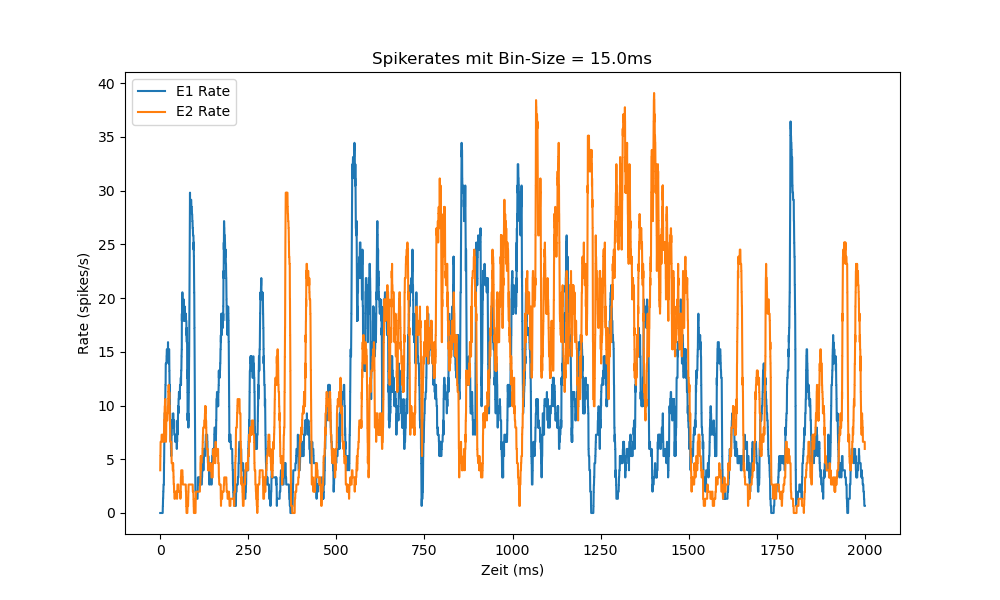 Spikerates mit Bin-Size = 15.0ms
E1 Rate
E2 Rate
Rate (spikes/s)
40
35
30
25
20
15
10
5
0
0 250 500 750 1000 1250 1500 1750 2000
Zeit (ms)